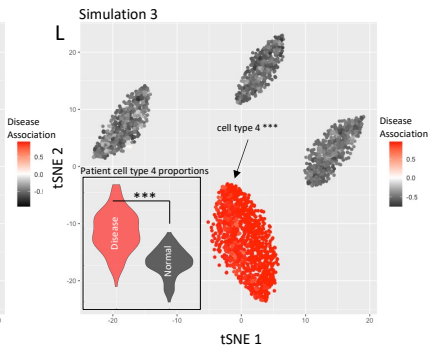 Simulation 3
L
20
10
0
-10
-20
tSNE 2
cell type 4 ***
Patient cell type 4 proportions
***
Disease
Normal
-20
-10
0
10
20
tSNE 1
Disease
Association
0.5
0.0
-0.5
Disease
Association
0.5
0.0
-0.